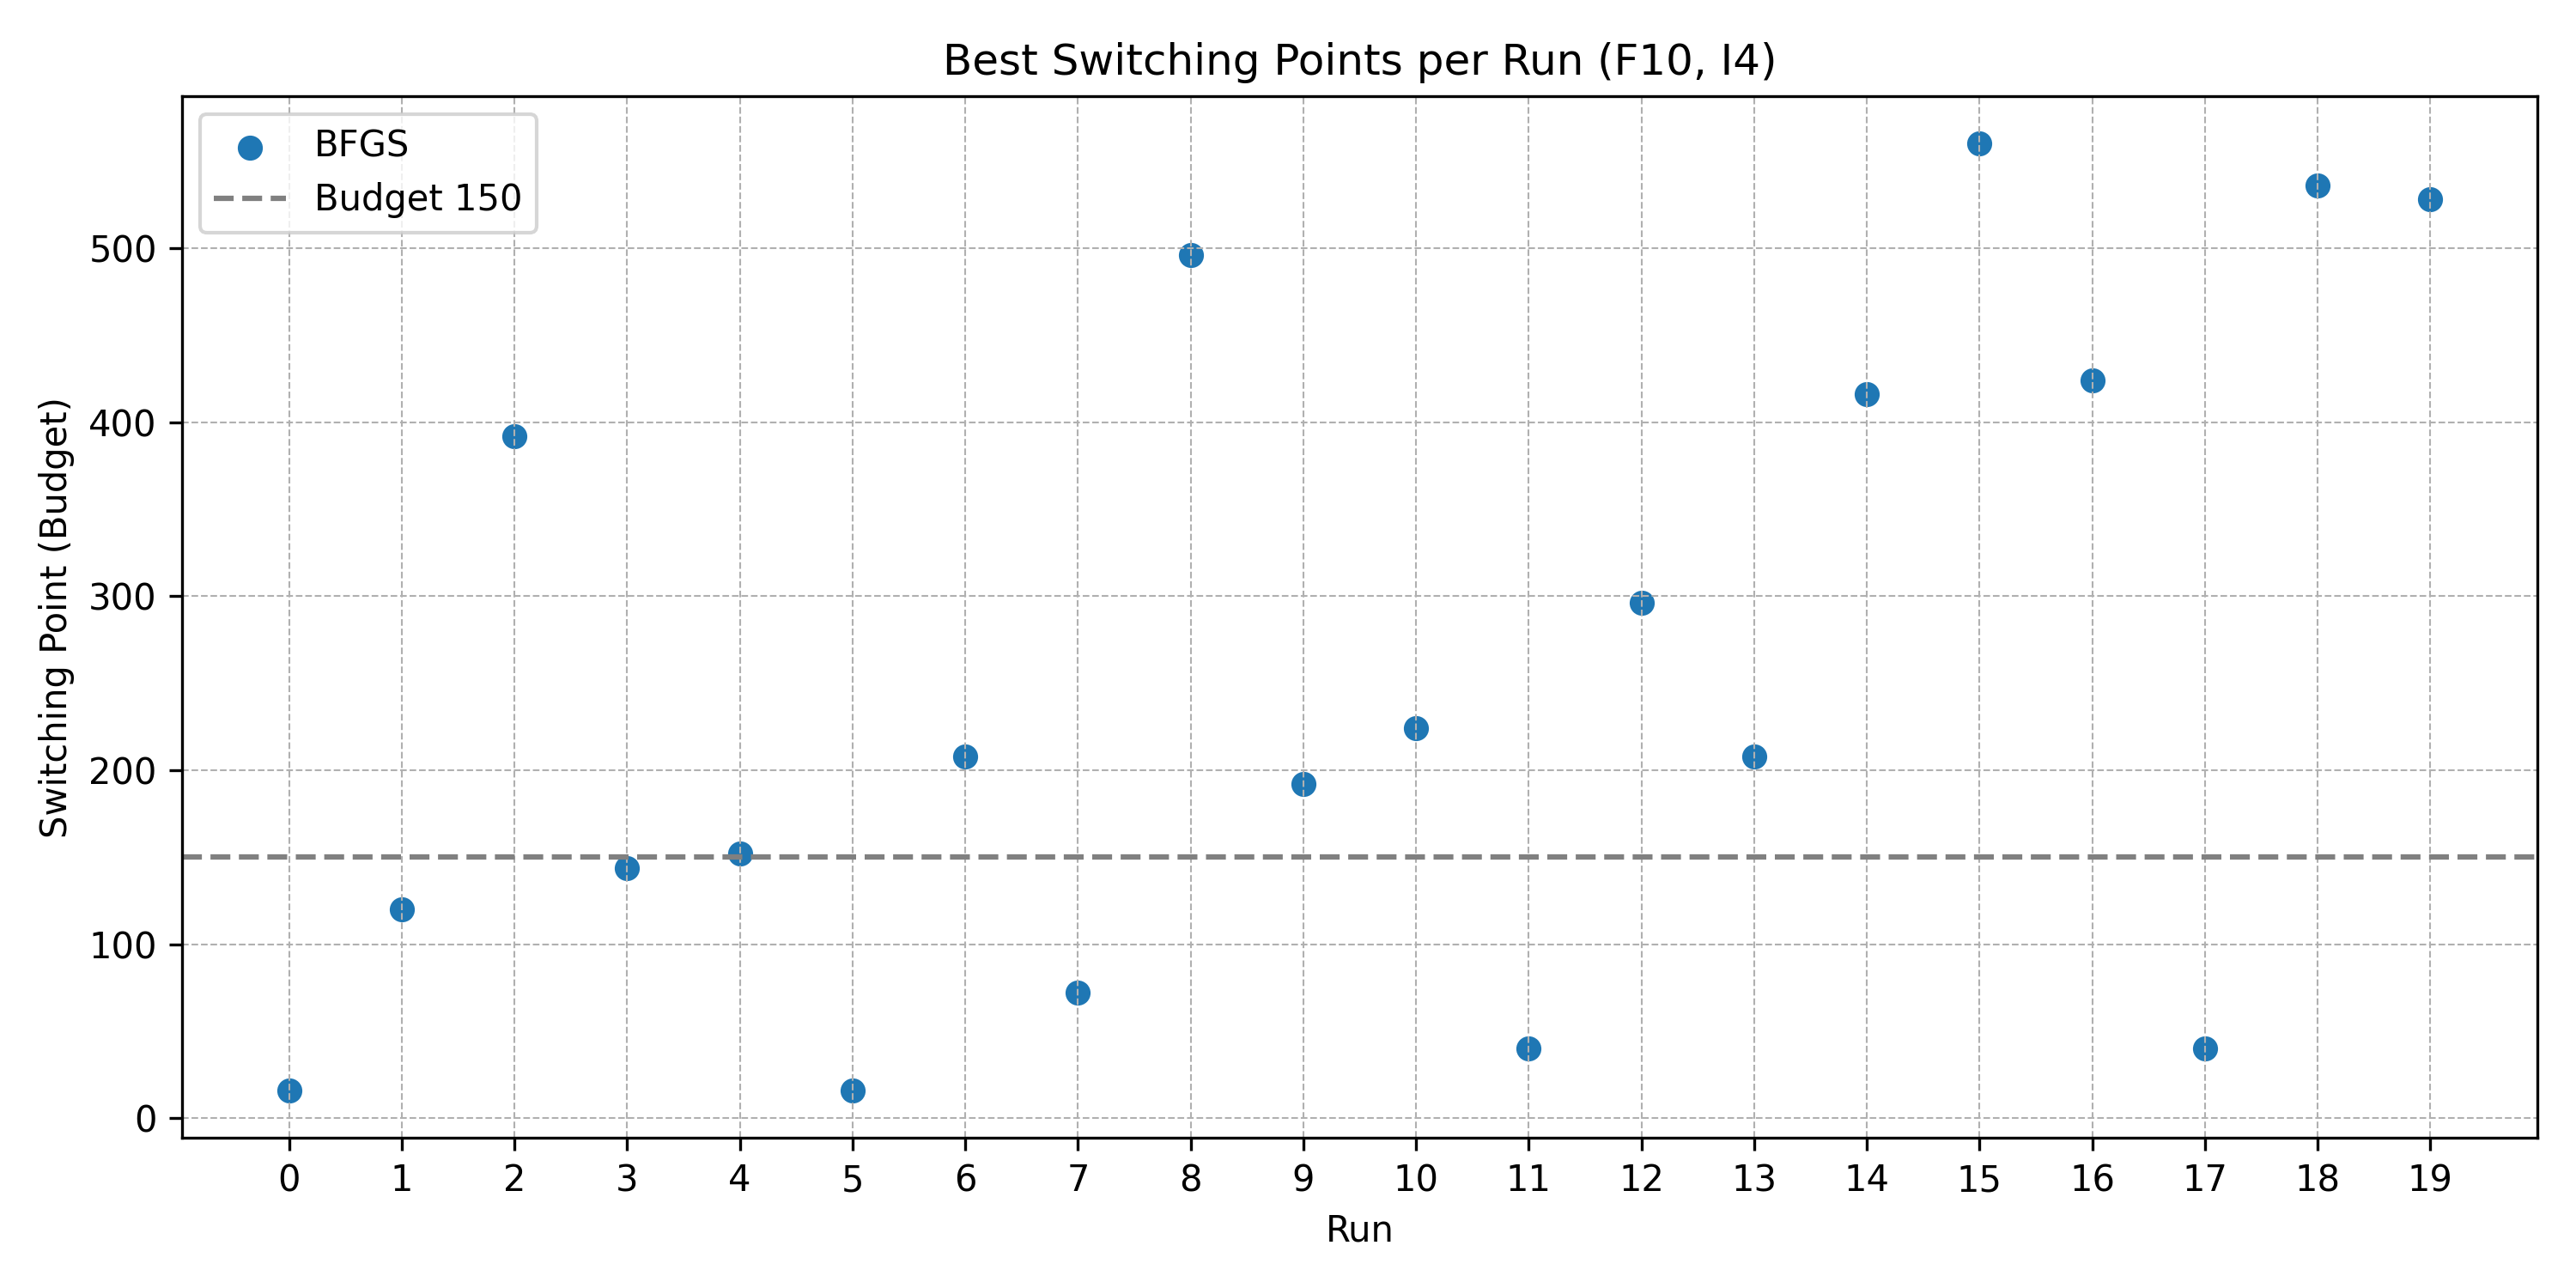 Best Switching Points per Run (F10, I4)
BFGS
Budget 150
Switching Point (Budget)
500
400
300
200
100
0
0 1 2 3 4 5 6 7 8 9 10 11 12 13 14 15 16 17 18 19
Run